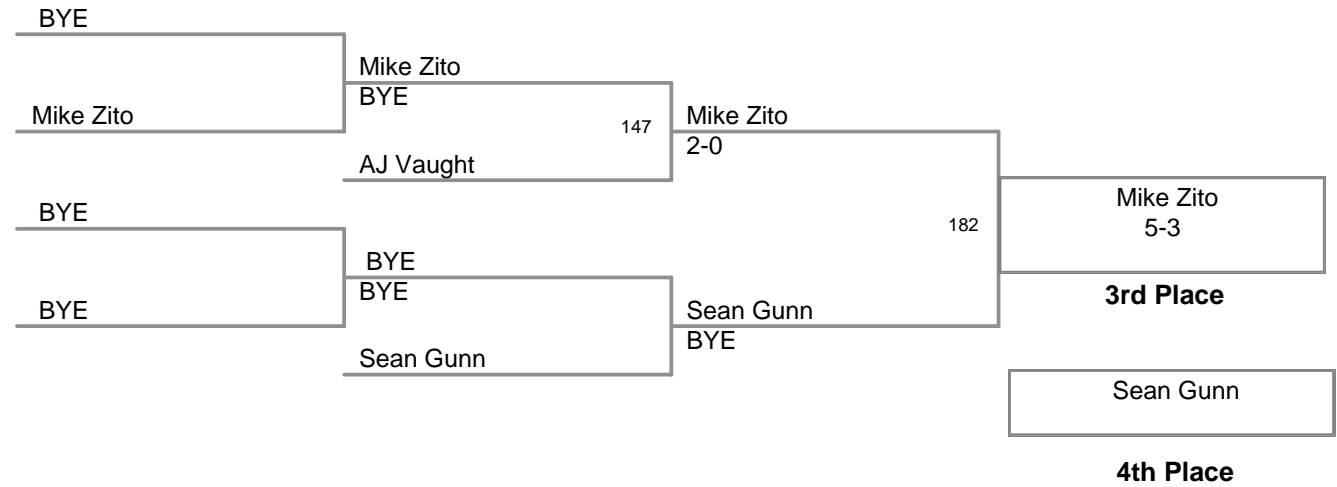 BYE
Mike Zito
BYE
Mike Zito
147
Mike Zito
2-0
AJ Vaught
Mike Zito
5-3
BYE
182
BYE
BYE
3rd Place
BYE
Sean Gunn
BYE
Sean Gunn
Sean Gunn
4th Place